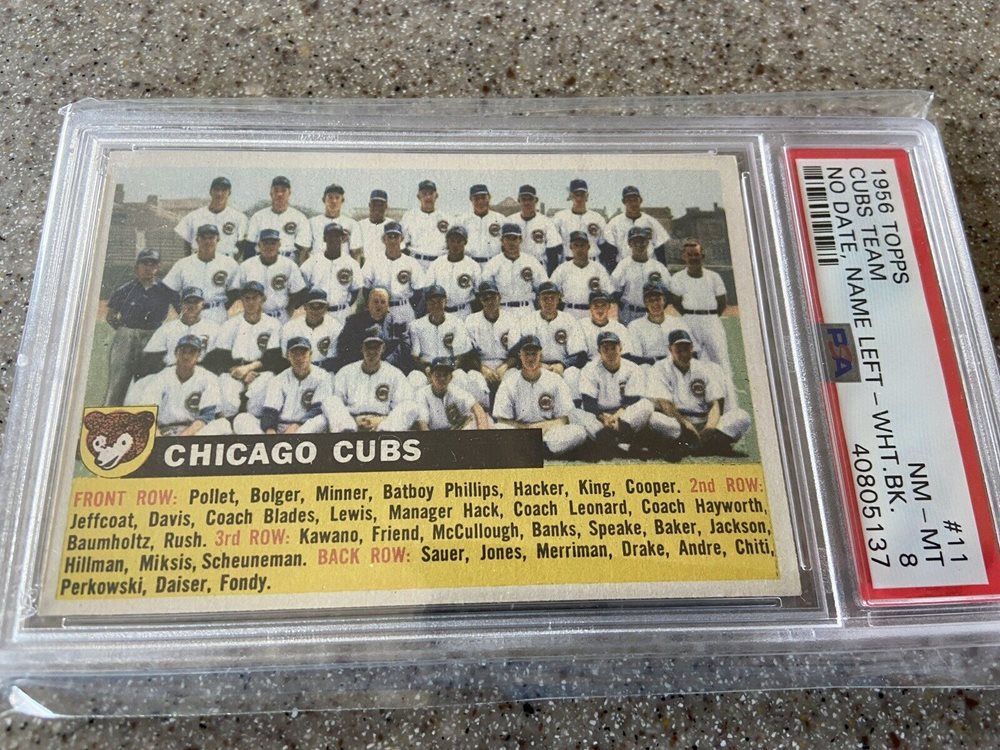 CHICAGO CUBS
FRONT ROW: Pollet, Bolger, Minner, Batboy Phillips, Hacker, King, Cooper. 2nd ROW:
Jeffcoat, Davis, Coach Blades, Lewis, Manager Hack, Coach Leonard, Coach Hayworth,
Baumholtz, Rush. 3rd ROW: Kawano, Friend, McCullough, Banks, Speake, Baker, Jackson,
Hillman, Miksis, Scheuneman. BACK ROW: Sauer, Jones, Merriman, Drake, Andre, Chiti,
Perkowski, Daiser, Fondy.
1956 TOPPS #11
CUBS TEAM NM - MT
NO DATE, NAME LEFT - WHT.BK. 8
PSA 40805137